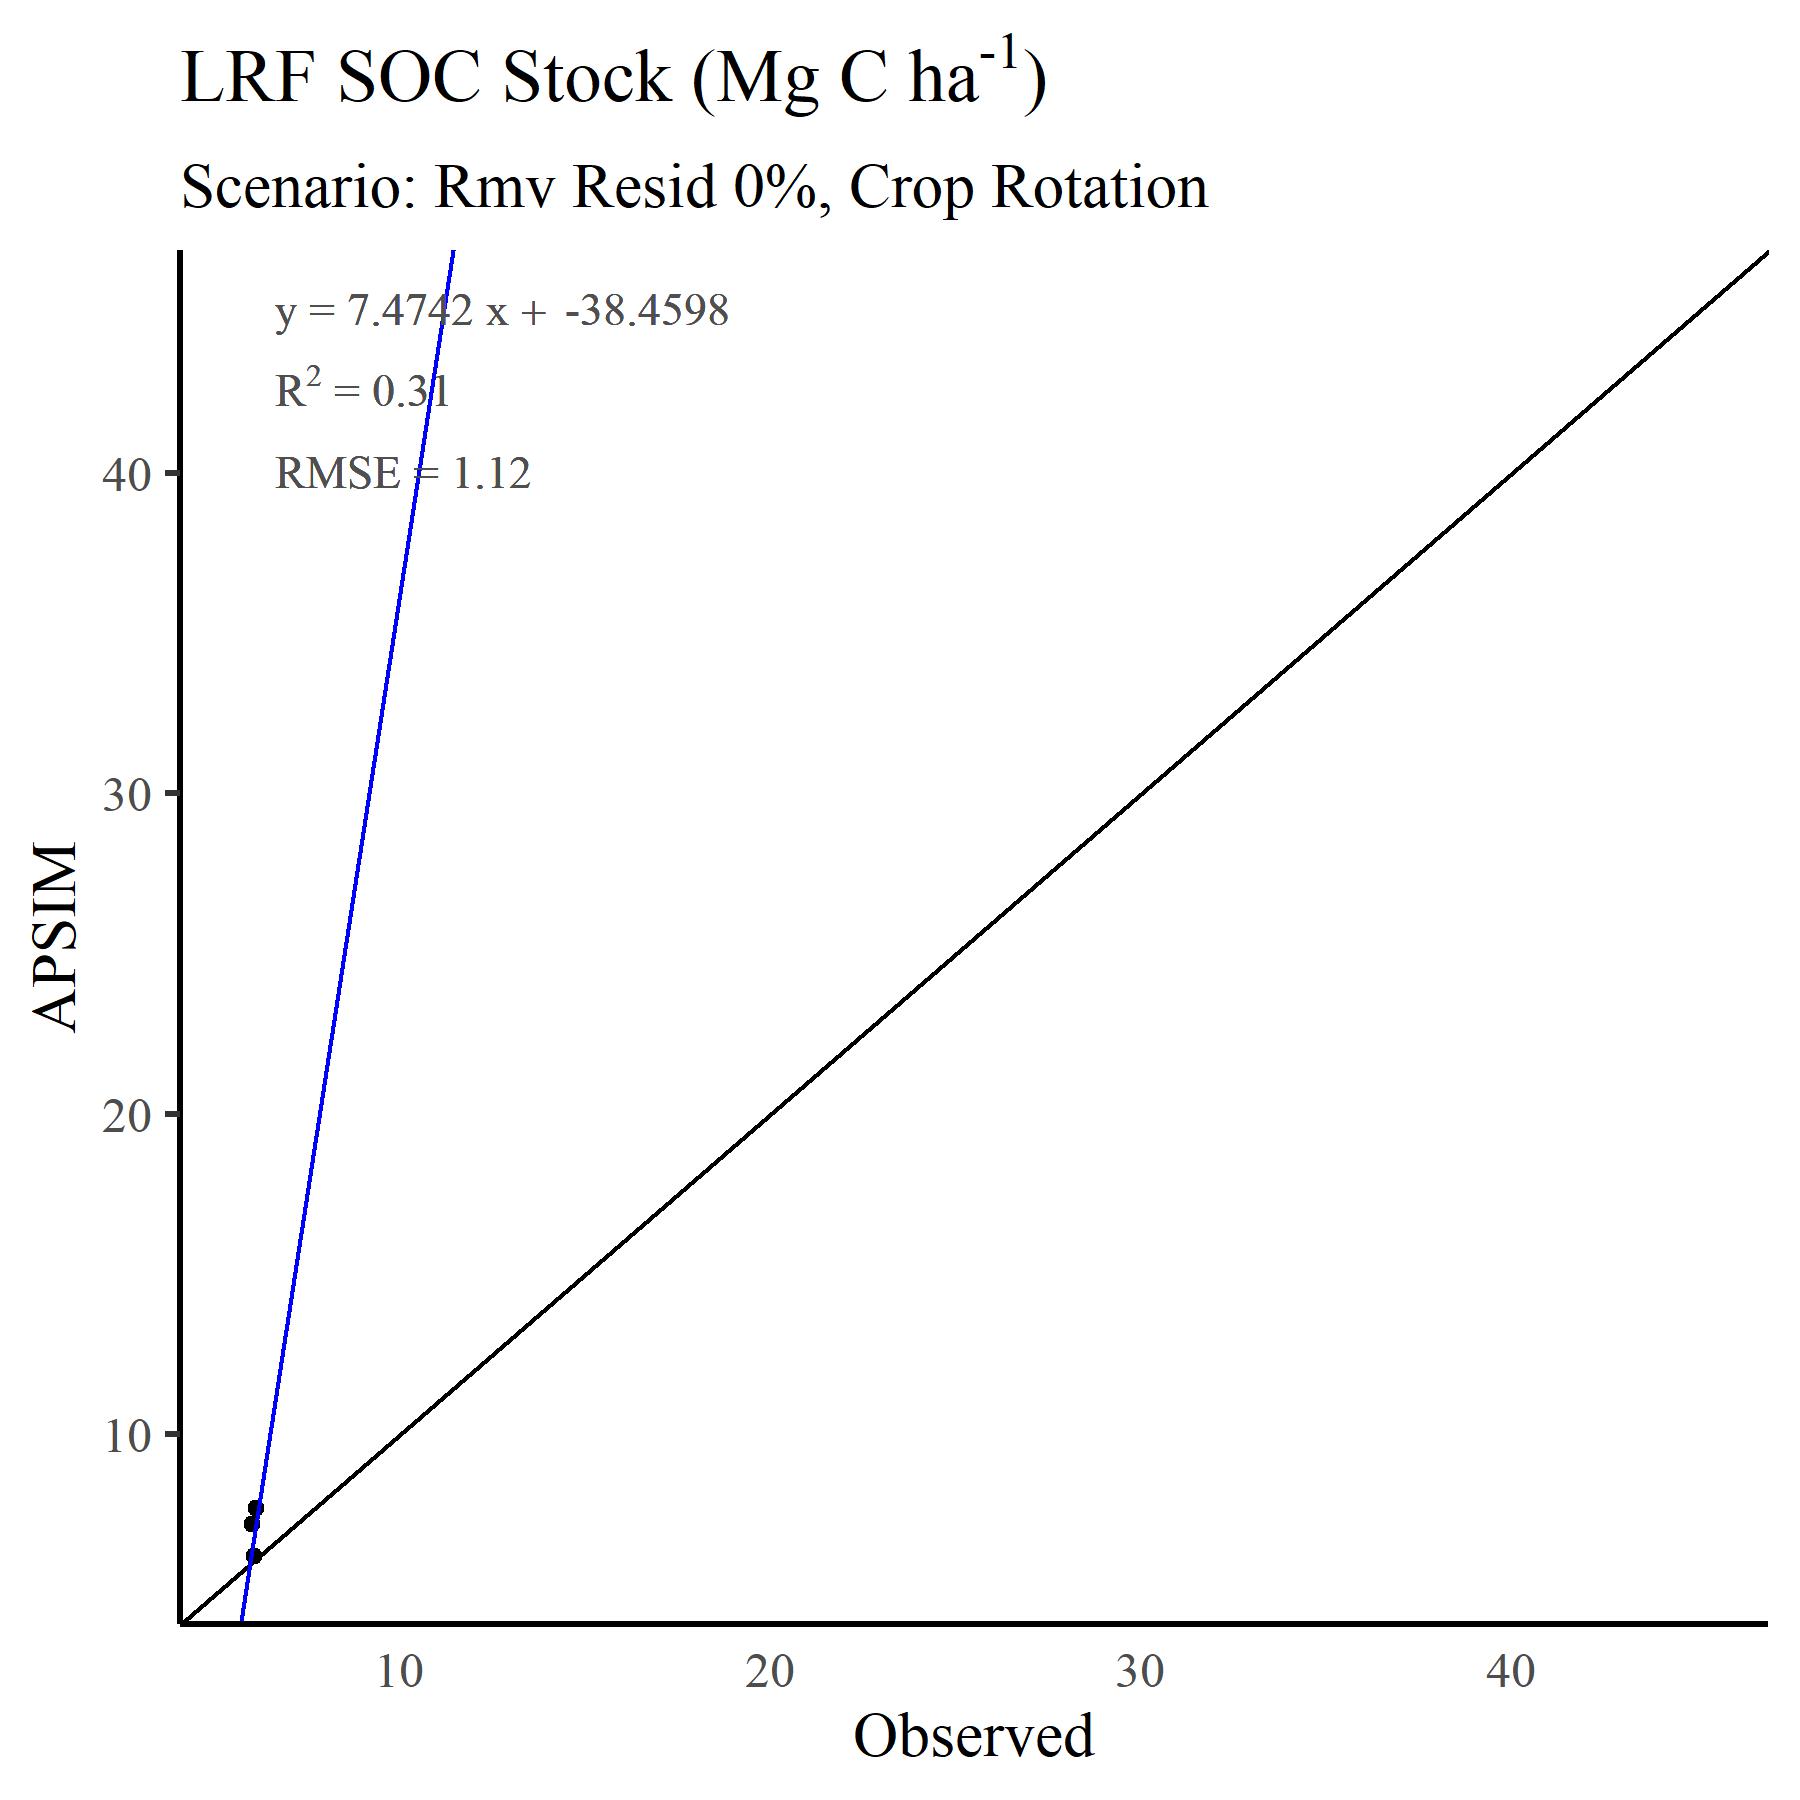 LRF SOC Stock (Mg C ha⁻¹)
Scenario: Rmv Resid 0%, Crop Rotation
y = 7.4742 x + -38.4598
R² = 0.31
RMSE = 1.12
40
30
20
10
APSIM
10 20 30 40
Observed